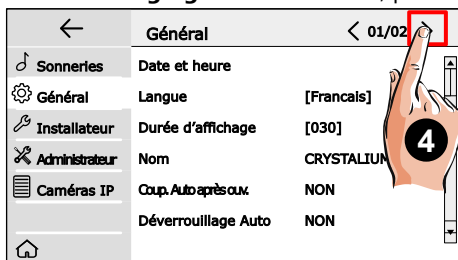 Général 01/02
Sonneries Date et heure
Général Langue [Francais]
Installateur Durée d'affichage [030]
Administrateur Nom CRYSTALIUM
Caméras IP Coup. Auto après ouv. NON
Déverrouillage Auto NON
4